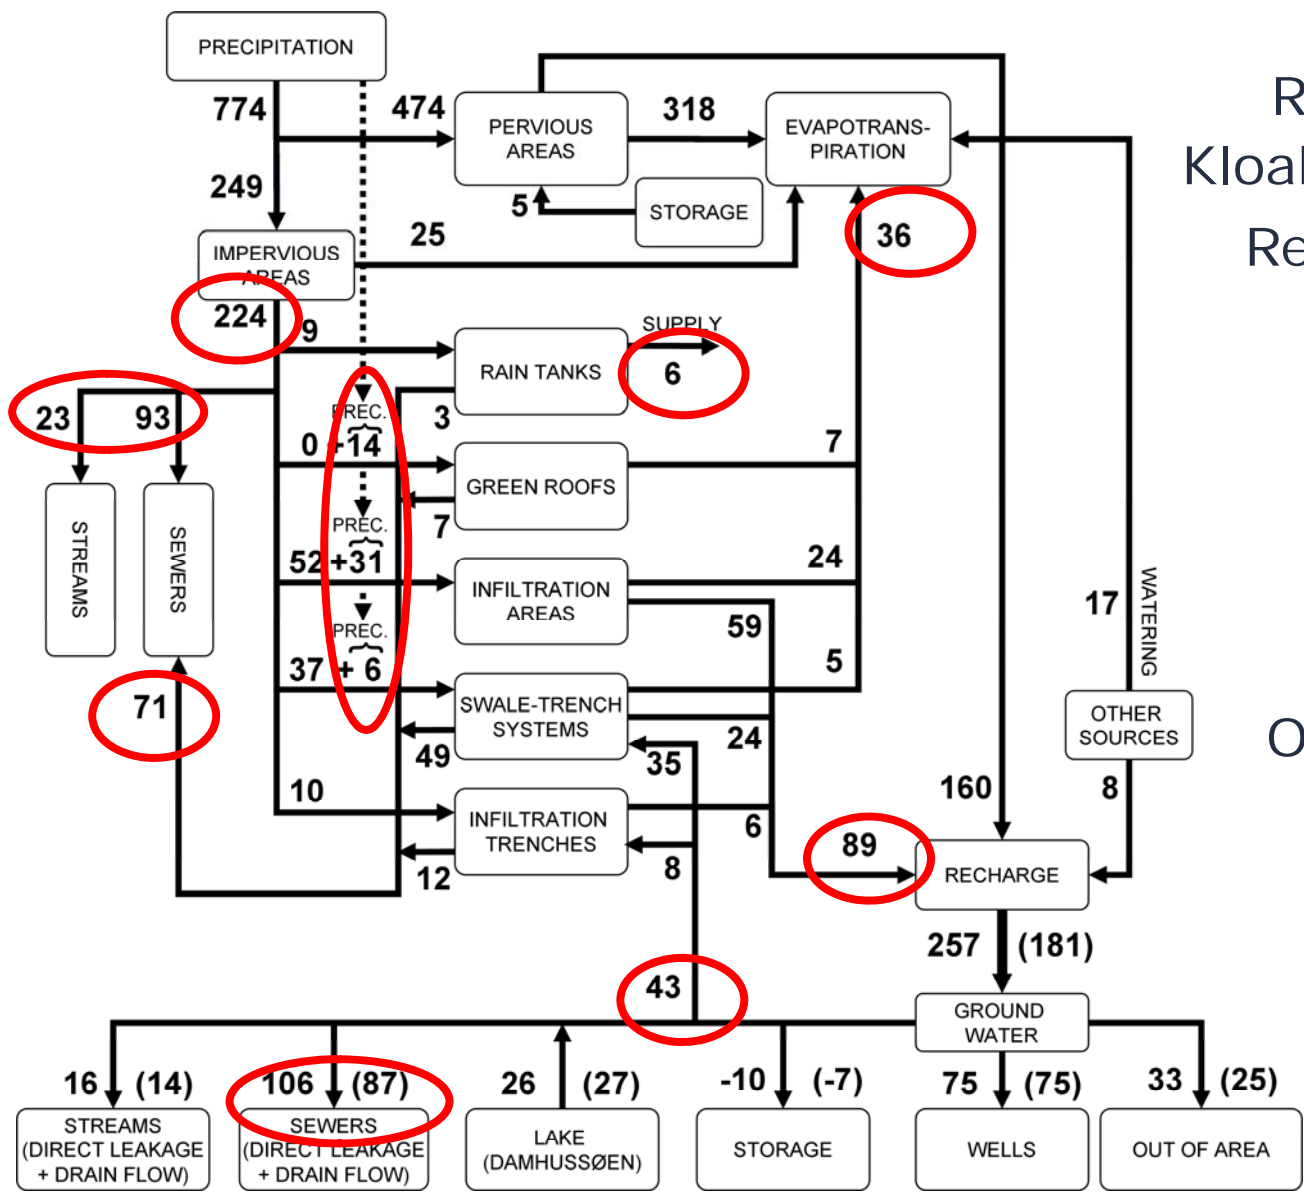 PRECIPITATION
R
774
474
PERVIOUS
AREAS
318
EVAPOTRANS-
PIRATION
Kloal
249
5
STORAGE
36
Re
IMPERVIOUS
AREAS
25
224
9
SUPPLY
RAIN TANKS
6
23
93
3
PREC.
0 +14
7
GREEN ROOFS
7
STREAMS
SEWERS
PREC.
52 +31
24
INFILTRATION
AREAS
59
17
WATERING
PREC.
37 + 6
5
71
SWALE-TRENCH
SYSTEMS
24
OTHER
SOURCES
O
49
35
10
160
8
INFILTRATION
TRENCHES
6
89
12
8
RECHARGE
257 (181)
43
GROUND
WATER
16 (14)
106 (87)
26 (27)
-10 (-7)
75 (75)
33 (25)
STREAMS
(DIRECT LEAKAGE
+ DRAIN FLOW)
SEWERS
(DIRECT LEAKAGE
+ DRAIN FLOW)
LAKE
(DAMHUSSØEN)
STORAGE
WELLS
OUT OF AREA